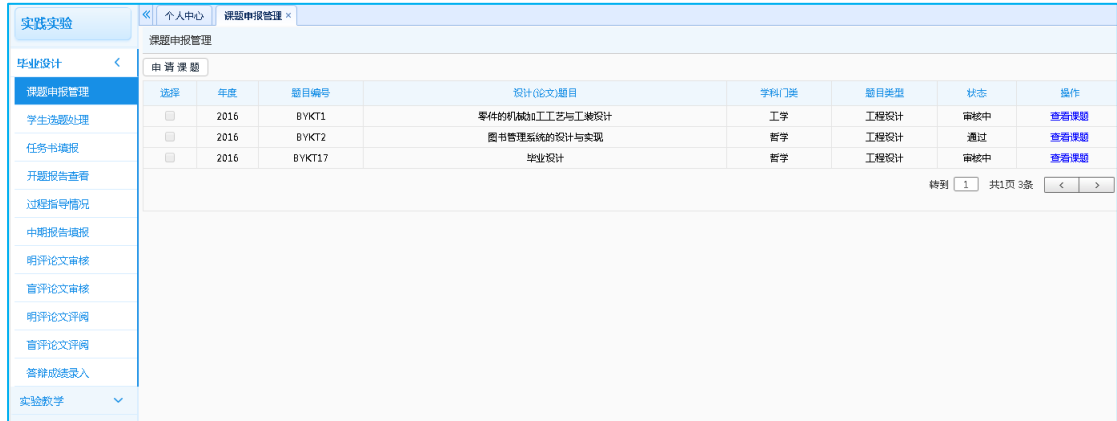 实践实验
毕业设计
课题申报管理
学生选题处理
任务书填报
开题报告查看
过程指导情况
中期报告填报
明评论文审核
盲评论文审核
明评论文评阅
盲评论文评阅
答辩成绩录入
实验教学
个人中心 课题申报管理 ×
课题申报管理
申请课题
选择 年度 题目编号 设计(论文)题目 学科门类 题目类型 状态 操作
2016 BYKT1 零件的机械加工工艺与工装设计 工学 工程设计 审核中 查看课题
2016 BYKT2 图书管理系统的设计与实现 哲学 工程设计 通过 查看课题
2016 BYKT17 毕业设计 哲学 工程设计 审核中 查看课题
转到 1 共1页 3条 < >